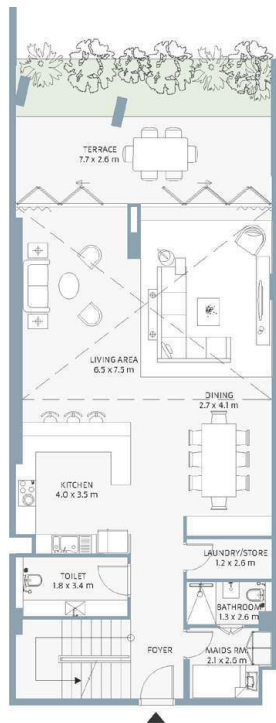 TERRACE
7.7 x 2.6 m
LIVING AREA
6.5 x 7.5 m
DINING
2.7 x 4.1 m
KITCHEN
4.0 x 3.5 m
LAUNDRY/STORE
1.2 x 2.6 m
TOILET
1.8 x 3.4 m
BATHROOM
1.3 x 2.6 m
FOYER
MAIDS RM.
2.1 x 2.6 m